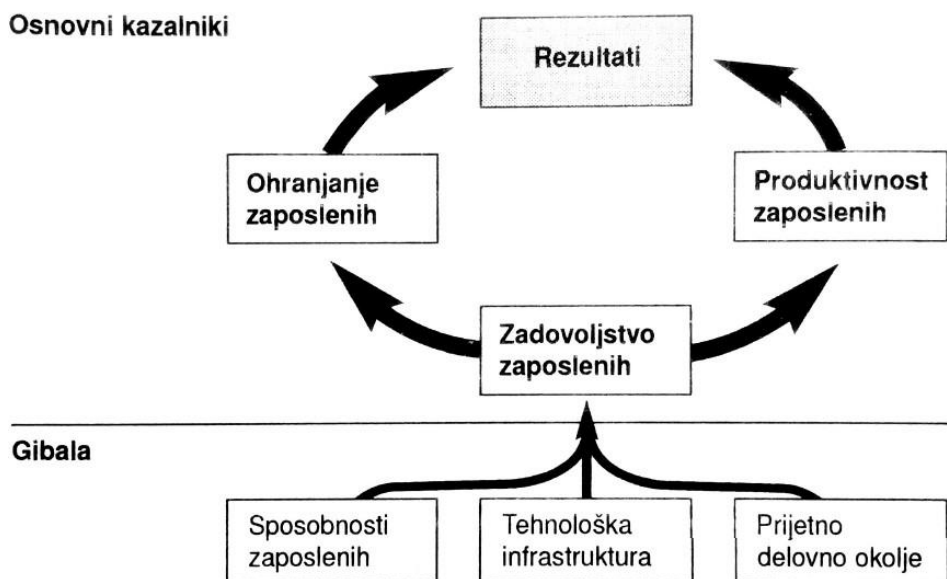 Osnovni kazalniki
Rezultati
Ohranjanje
zaposlenih
Produktivnost
zaposlenih
Zadovoljstvo
zaposlenih
Gibala
Sposobnosti
zaposlenih
Tehnološka
infrastruktura
Prijetno
delovno okolje